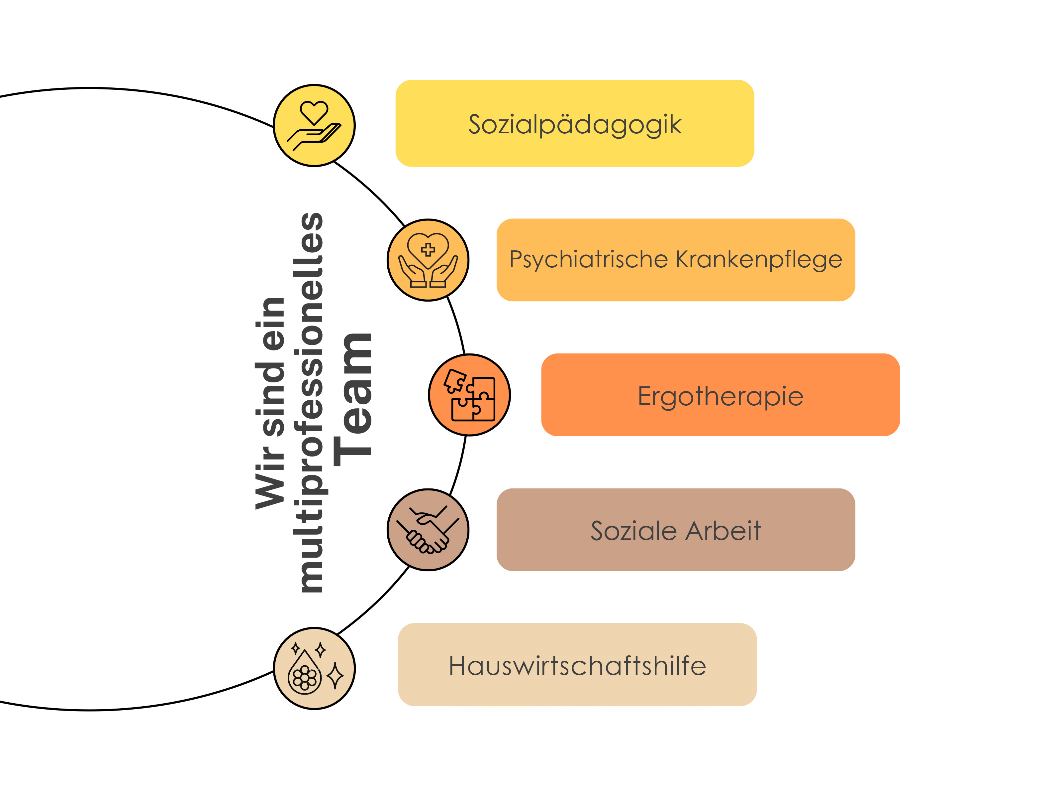 Wir sind ein
multiprofessionelles
Team
Sozialpädagogik
Psychiatrische Krankenpflege
Ergotherapie
Soziale Arbeit
Hauswirtschaftshilfe